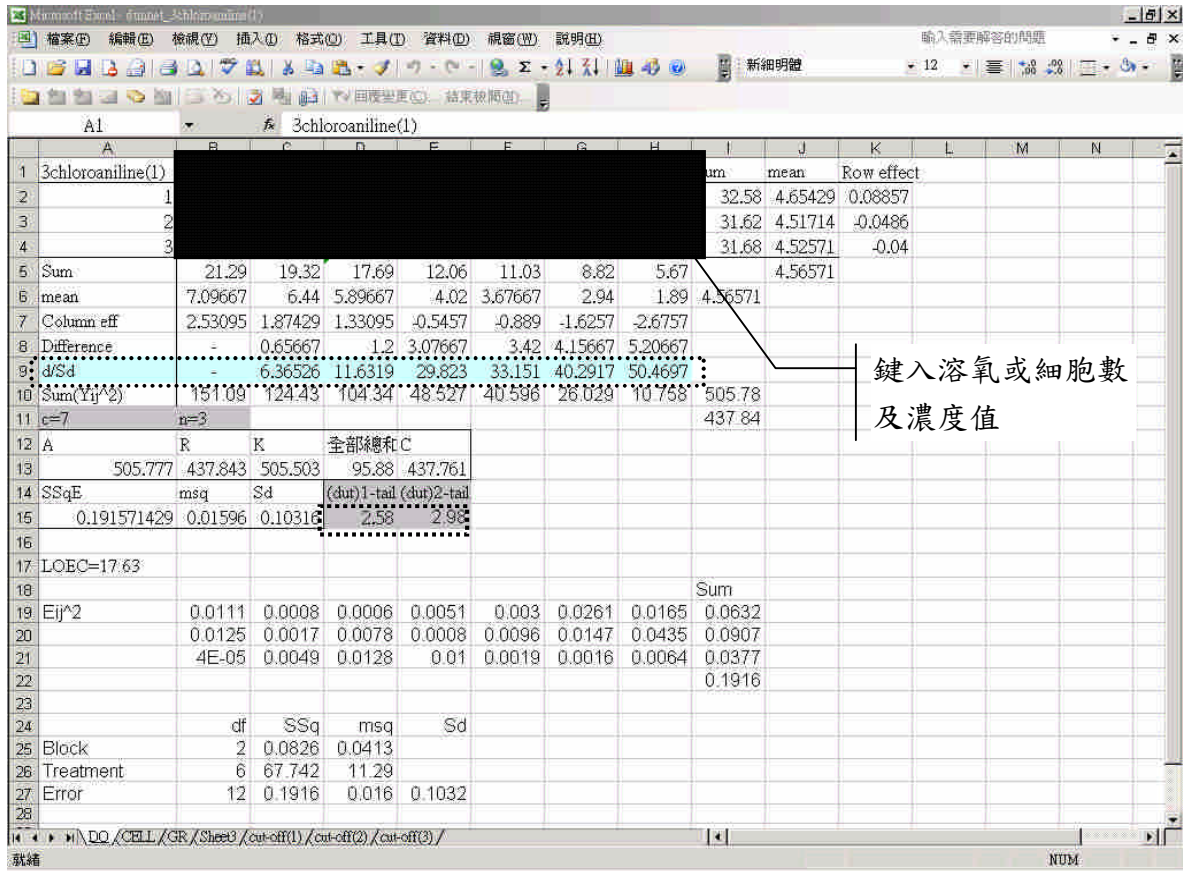 Microsoft Excel - dunnet_3chloroaniline(1)
檔案(F) 編輯(E) 檢視(V) 插入(I) 格式(O) 工具(T) 資料(D) 視窗(W) 說明(H) 輸入需要解答的問題
新細明體 12
回覆變更(C)... 結束檢閱(N)...
A1 fx 3chloroaniline(1)
A B C D E F G H I J K L M N
1 3chloroaniline(1) um mean Row effect
2 1 32.58 4.65429 0.08857
3 2 31.62 4.51714 -0.0486
4 3 31.68 4.52571 -0.04
5 Sum 21.29 19.32 17.69 12.06 11.03 8.82 5.67 4.56571
6 mean 7.09667 6.44 5.89667 4.02 3.67667 2.94 1.89 4.56571
7 Column eff 2.53095 1.87429 1.33095 -0.5457 -0.889 -1.6257 -2.6757
8 Difference - 0.65667 1.2 3.07667 3.42 4.15667 5.20667
9 d/Sd - 6.36526 11.6319 29.823 33.151 40.2917 50.4697
10 Sum(Yij^2) 151.09 124.43 104.34 48.527 40.596 26.029 10.758 505.78
11 c=7 n=3 437.84
鍵入溶氧或細胞數
及濃度值
12 A R K 全部總和 C
13 505.777 437.843 505.503 95.88 437.761
14 SSqE msq Sd (dut)1-tail (dut)2-tail
15 0.191571429 0.01596 0.10316 2.58 2.98
16
17 LOEC=17.63
18 Sum
19 Eij^2 0.0111 0.0008 0.0006 0.0051 0.003 0.0261 0.0165 0.0632
20 0.0125 0.0017 0.0078 0.0008 0.0096 0.0147 0.0435 0.0907
21 4E-05 0.0049 0.0128 0.01 0.0019 0.0016 0.0064 0.0377
22 0.1916
23
24 df SSq msq Sd
25 Block 2 0.0826 0.0413
26 Treatment 6 67.742 11.29
27 Error 12 0.1916 0.016 0.1032
28
DO / CELL / GR / Sheet3 / cut-off(1) / cut-off(2) / cut-off(3) /
就緒 NUM